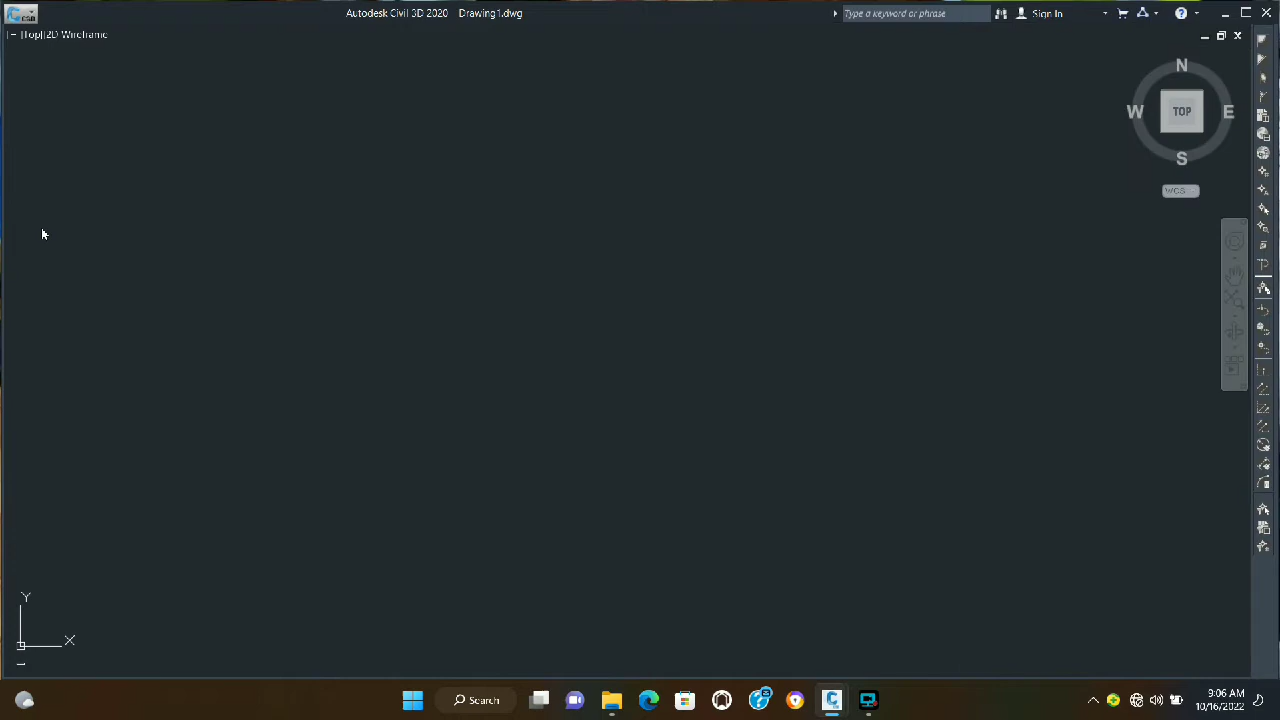 C3D
Autodesk Civil 3D 2020 Drawing1.dwg
Type a keyword or phrase
Sign In
[−][Top][2D Wireframe]
N
W
TOP
E
S
WCS
Y
X
Search
9:06 AM
10/16/2022